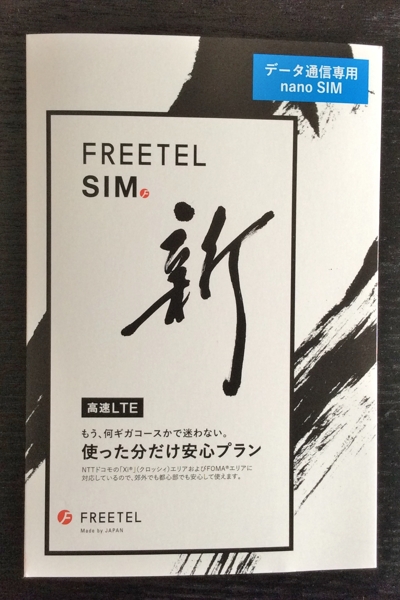 データ通信専用
nano SIM
FREETEL
SIM
新
高速LTE
もう、何ギガコースかで迷わない。
使った分だけ安心プラン
NTTドコモの「Xi®」(クロッシィ)エリアおよびFOMA®エリアに
対応しているので、郊外でも都心部でも安心して使えます。
FREETEL
Made by JAPAN